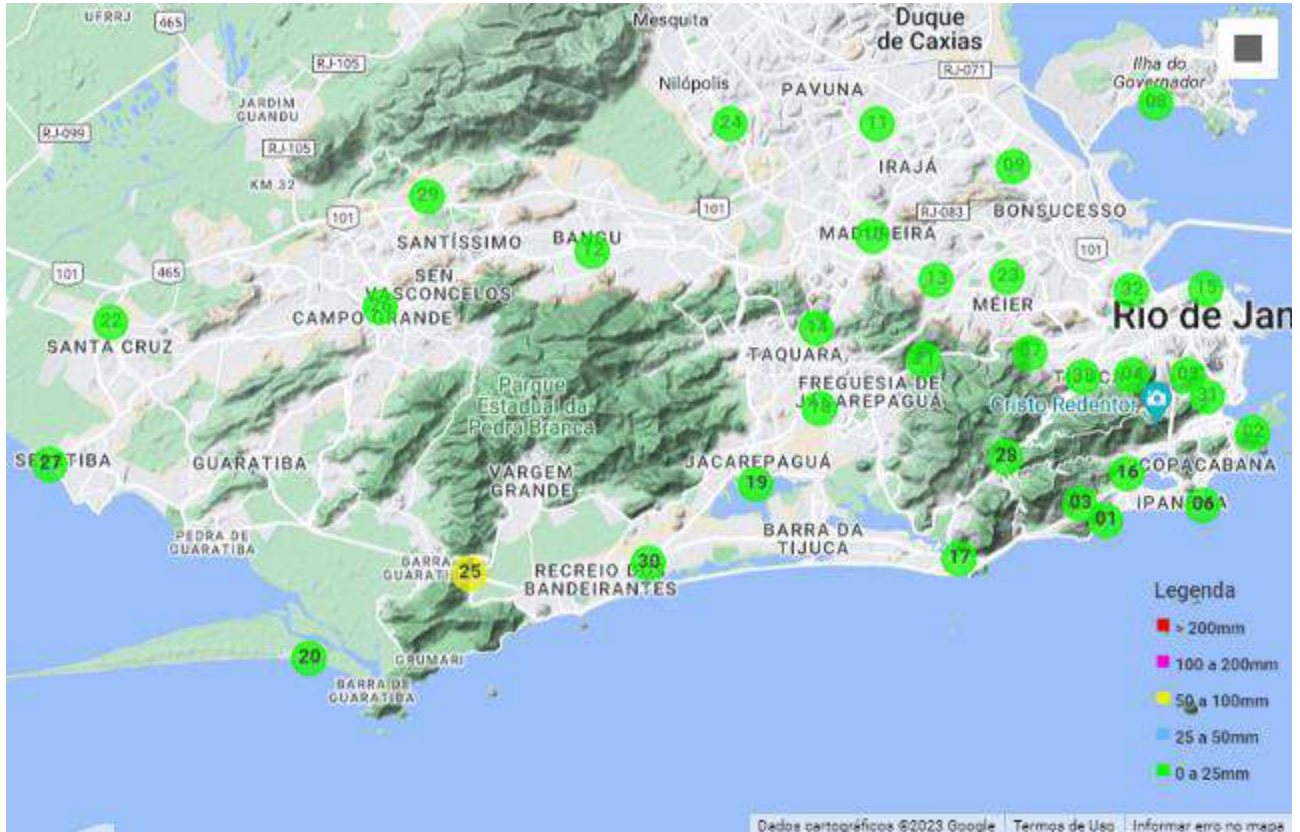 UFRRJ
465
Mesquita
Duque
de Caxias
RJ-105
RJ-071
Ilha do
Governador
Nilópolis
PAVUNA
JARDIM
GUANDU
08
24
11
RJ-099
RJ-105
IRAJÁ
09
KM 32
29
101
101
RJ-083
BONSUCESSO
SANTÍSSIMO
BANGU
12
MADUREIRA
101
101
465
SEN.
VASCONCELOS
13
23
32
15
MÉIER
CAMPO GRANDE
22
14
Rio de Jan
SANTA CRUZ
TAQUARA
21
07
Parque
Estadual da
Pedra Branca
FREGUESIA DE
JACAREPAGUÁ
04
Cristo Redentor
31
18
02
27
GUARATIBA
VARGEM
GRANDE
JACAREPAGUÁ
28
16
COPACABANA
19
03
01
06
PEDRA DE
GUARATIBA
BARRA DA
TIJUCA
17
25
RECREIO DOS
BANDEIRANTES
30
20
GRUMARI
BARRA DE
GUARATIBA
Legenda
> 200mm
100 a 200mm
50 a 100mm
25 a 50mm
0 a 25mm
Dados cartográficos ©2023 Google
Termos de Uso
Informar erro no mapa